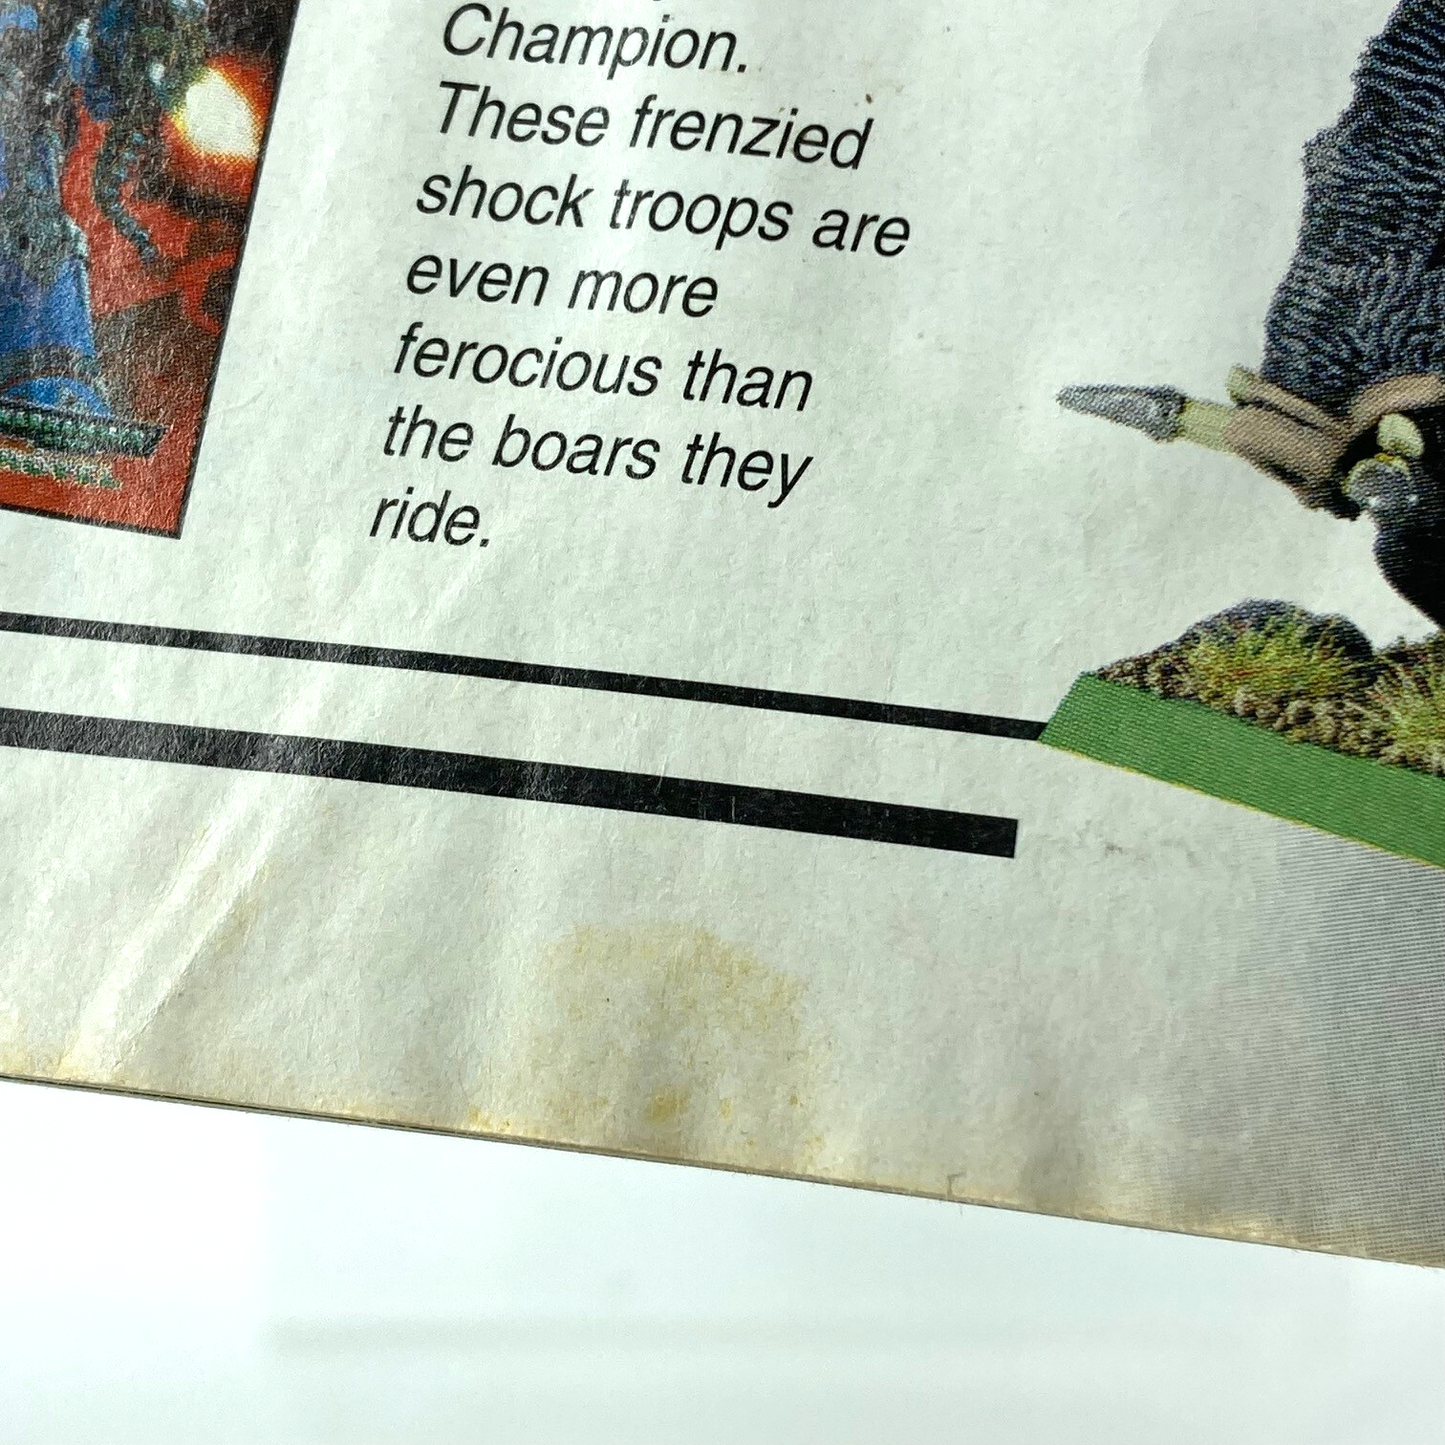 Champion.
These frenzied
shock troops are
even more
ferocious than
the boars they
ride.